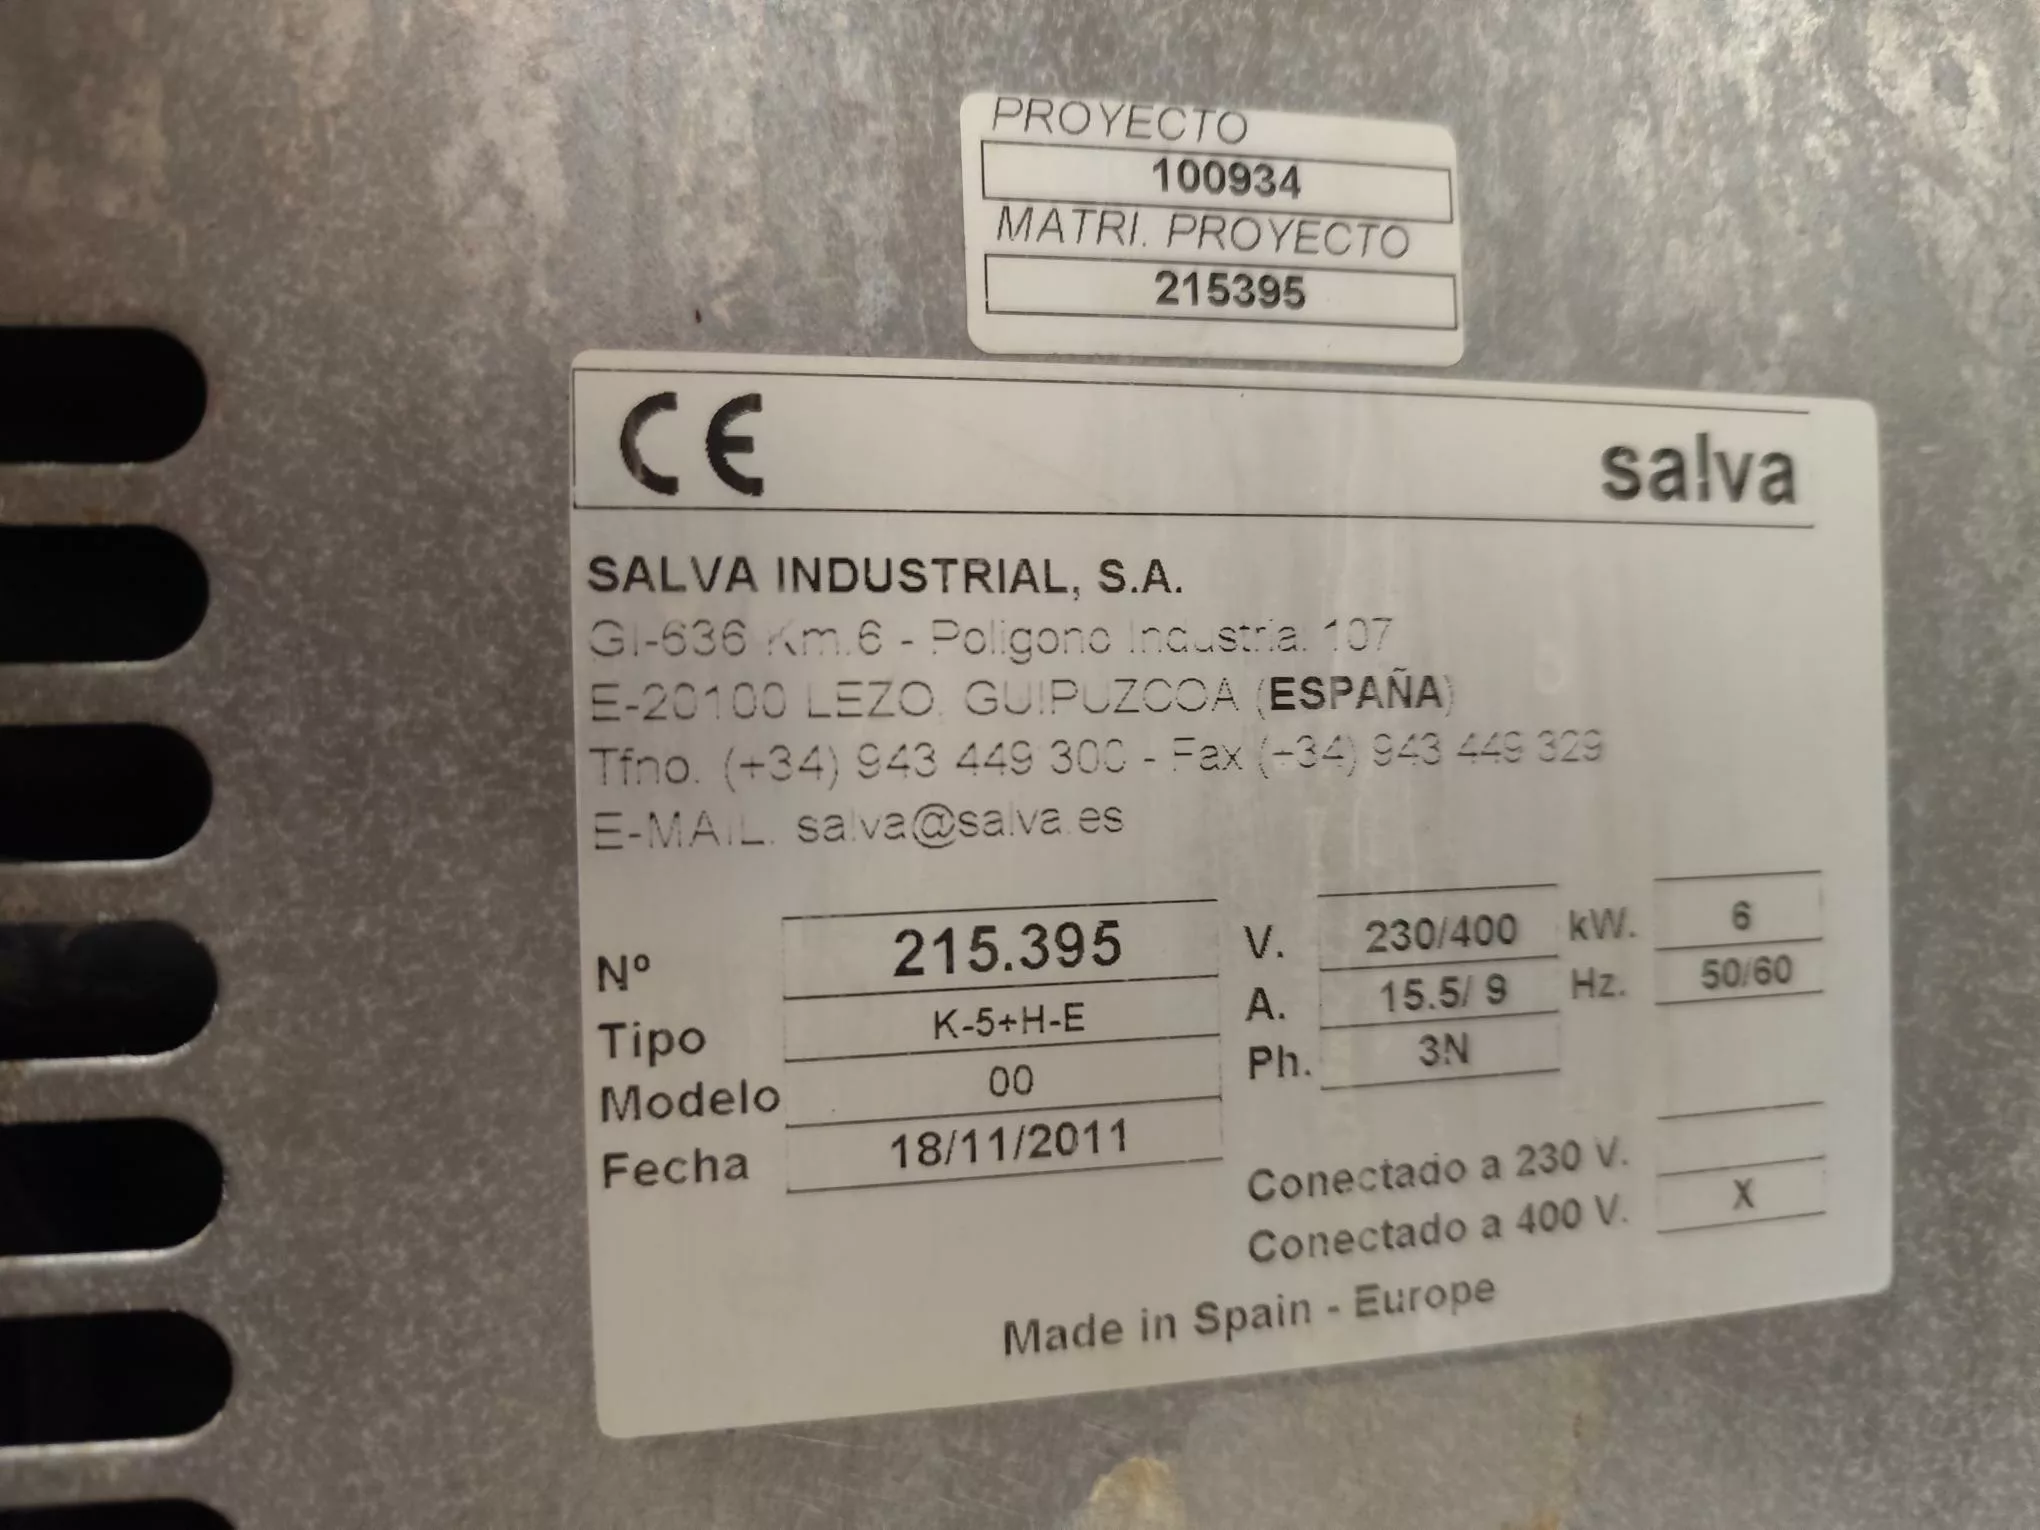 PROYECTO
100934
MATRI. PROYECTO
215395
CE salva
SALVA INDUSTRIAL, S.A.
GI-636 Km.6 - Poligono Industrial 107
E-20100 LEZO, GUIPUZCOA (ESPAÑA)
Tfno. (+34) 943 449 300 - Fax (+34) 943 449 329
E-MAIL. salva@salva.es
Nº 215.395 V. 230/400 kW. 6
Tipo K-5+H-E A. 15.5/ 9 Hz. 50/60
Modelo 00 Ph. 3N
Fecha 18/11/2011
Conectado a 230 V.
Conectado a 400 V. X
Made in Spain - Europe